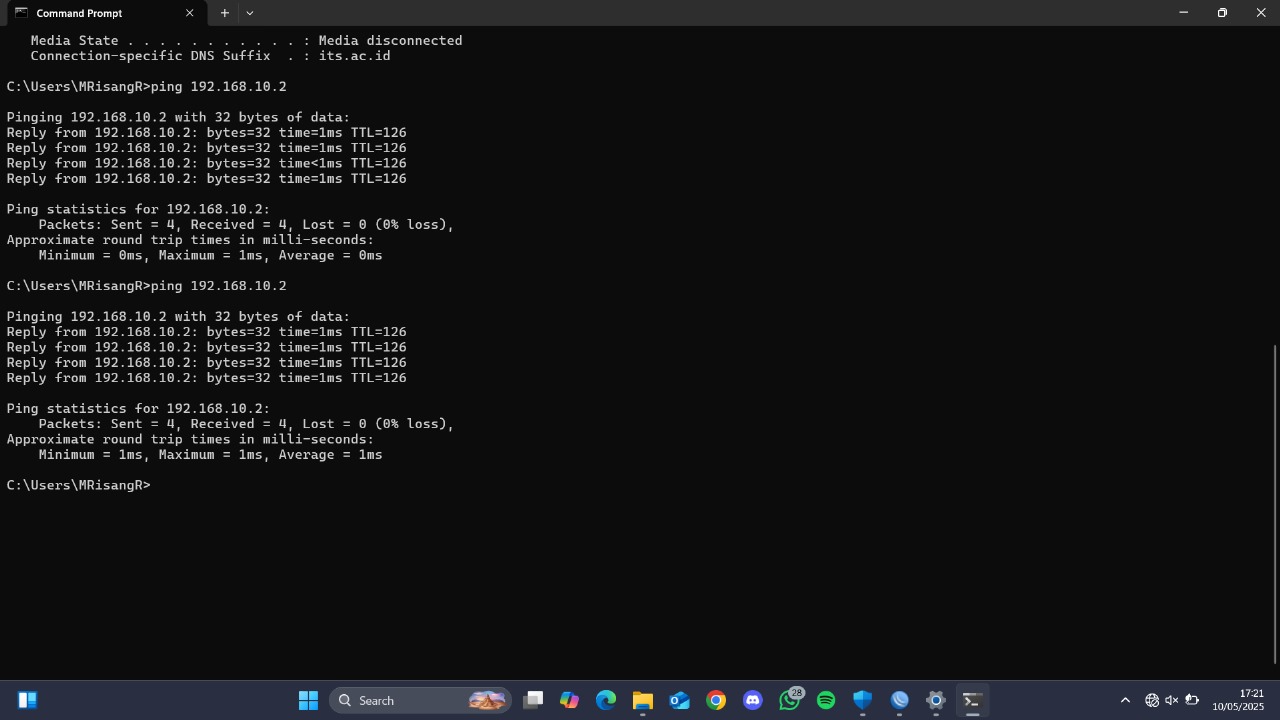 Command Prompt
Media State . . . . . . . . . . . : Media disconnected
Connection-specific DNS Suffix  . : its.ac.id
C:\Users\MRisangR>ping 192.168.10.2
Pinging 192.168.10.2 with 32 bytes of data:
Reply from 192.168.10.2: bytes=32 time=1ms TTL=126
Reply from 192.168.10.2: bytes=32 time=1ms TTL=126
Reply from 192.168.10.2: bytes=32 time<1ms TTL=126
Reply from 192.168.10.2: bytes=32 time=1ms TTL=126
Ping statistics for 192.168.10.2:
Packets: Sent = 4, Received = 4, Lost = 0 (0% loss),
Approximate round trip times in milli-seconds:
Minimum = 0ms, Maximum = 1ms, Average = 0ms
C:\Users\MRisangR>ping 192.168.10.2
Pinging 192.168.10.2 with 32 bytes of data:
Reply from 192.168.10.2: bytes=32 time=1ms TTL=126
Reply from 192.168.10.2: bytes=32 time=1ms TTL=126
Reply from 192.168.10.2: bytes=32 time=1ms TTL=126
Reply from 192.168.10.2: bytes=32 time=1ms TTL=126
Ping statistics for 192.168.10.2:
Packets: Sent = 4, Received = 4, Lost = 0 (0% loss),
Approximate round trip times in milli-seconds:
Minimum = 1ms, Maximum = 1ms, Average = 1ms
C:\Users\MRisangR>
Search
28
17:21
10/05/2025